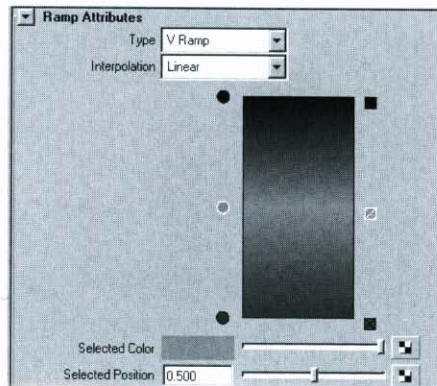 Ramp Attributes
Type V Ramp
Interpolation Linear
Selected Color
Selected Position 0.500